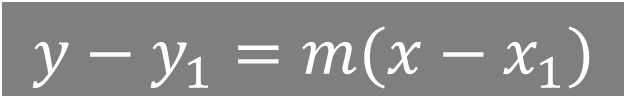 y − y₁ = m(x − x₁)